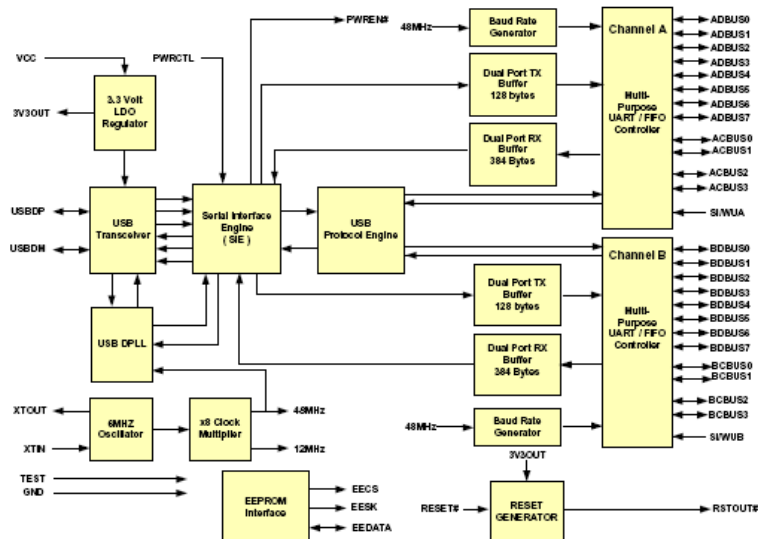 PWREN#
48MHz
Baud Rate
Generator
Channel A
ADBUS0
ADBUS1
ADBUS2
ADBUS3
ADBUS4
ADBUS5
ADBUS6
ADBUS7
ACBUS0
ACBUS1
ACBUS2
ACBUS3
SI/WUA
Multi-
Purpose
UART / FIFO
Controller
VCC
PWRCTL
3.3 Volt
LDO
Regulator
3V3OUT
Dual Port TX
Buffer
128 bytes
Dual Port RX
Buffer
384 Bytes
USBDP
USBDM
USB
Transceiver
Serial Interface
Engine
( SIE )
USB
Protocol Engine
Channel B
BDBUS0
BDBUS1
BDBUS2
BDBUS3
BDBUS4
BDBUS5
BDBUS6
BDBUS7
BCBUS0
BCBUS1
BCBUS2
BCBUS3
SI/WUB
Multi-
Purpose
UART / FIFO
Controller
Dual Port TX
Buffer
128 bytes
Dual Port RX
Buffer
384 Bytes
USB DPLL
XTOUT
XTIN
6MHZ
Oscillator
x8 Clock
Multiplier
48MHz
12MHz
48MHz
Baud Rate
Generator
TEST
GND
EEPROM
Interface
EECS
EESK
EEDATA
3V3OUT
RESET#
RESET
GENERATOR
RSTOUT#